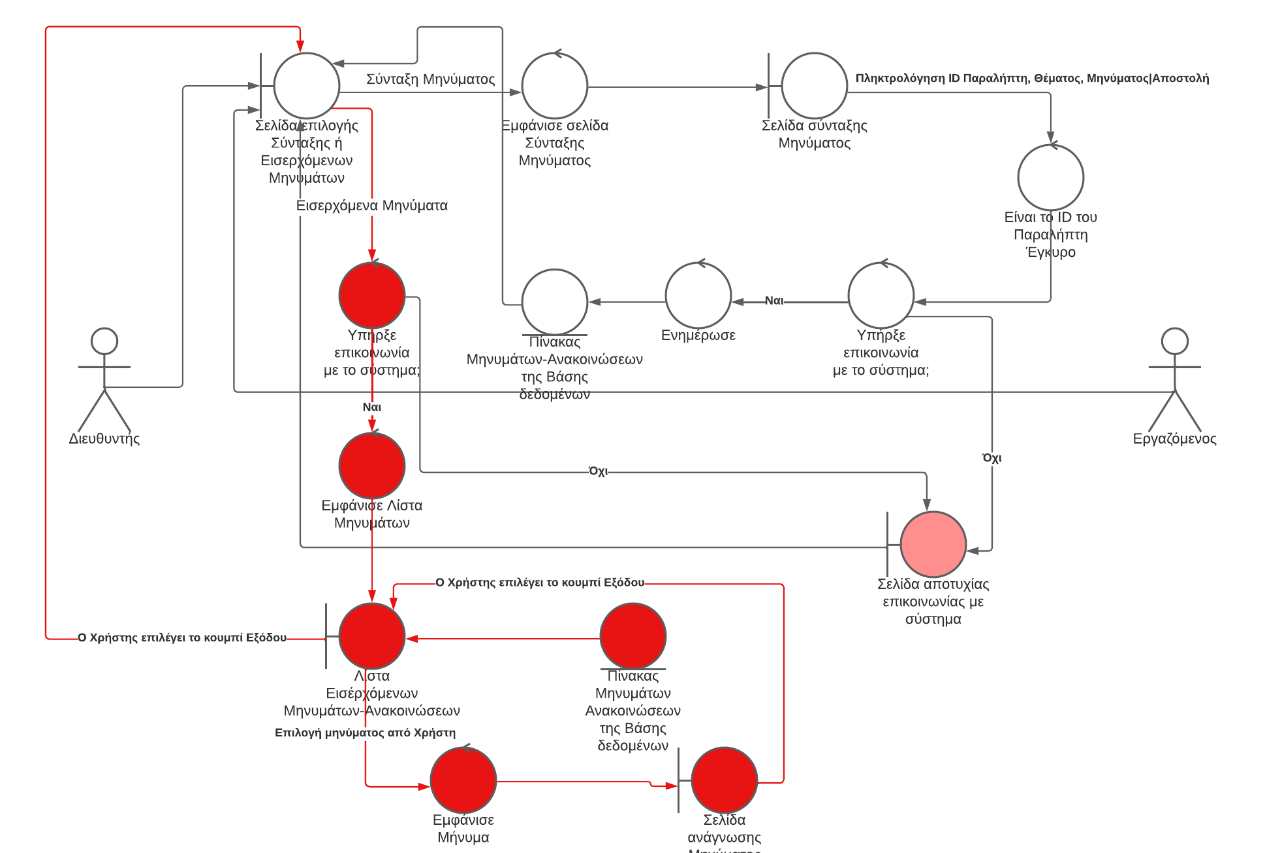 Σύνταξη Μηνύματος
Πληκτρολόγηση ID Παραλήπτη, Θέματος, Μηνύματος|Αποστολή
Σελίδα επιλογής
Σύνταξης ή
Εισερχόμενων
Μηνυμάτων
Εμφάνισε σελίδα
Σύνταξης
Μηνύματος
Σελίδα σύνταξης
Μηνύματος
Εισερχόμενα Μηνύματα
Είναι το ID του
Παραλήπτη
Έγκυρο
Υπήρξε
επικοινωνία
με το σύστημα;
Πίνακας
Μηνυμάτων-Ανακοινώσεων
της Βάσης
δεδομένων
Ενημέρωσε
Ναι
Υπήρξε
επικοινωνία
με το σύστημα;
Ναι
Διευθυντής
Εργαζόμενος
Όχι
Όχι
Εμφάνισε Λίστα
Μηνυμάτων
Σελίδα αποτυχίας
επικοινωνίας με
σύστημα
Ο Χρήστης επιλέγει το κουμπί Εξόδου
Ο Χρήστης επιλέγει το κουμπί Εξόδου
Λίστα
Εισέρχόμενων
Μηνυμάτων-Ανακοινώσεων
Πίνακας
Μηνυμάτων
Ανακοινώσεων
της Βάσης
δεδομένων
Επιλογή μηνύματος από Χρήστη
Εμφάνισε
Μήνυμα
Σελίδα
ανάγνωσης